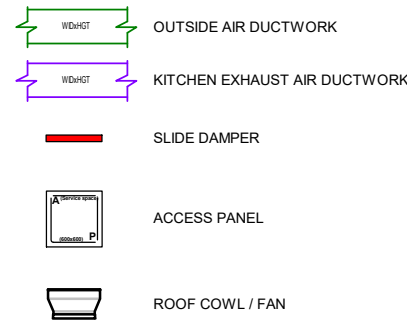 WIDxHGT OUTSIDE AIR DUCTWORK
WIDxHGT KITCHEN EXHAUST AIR DUCTWORK
SLIDE DAMPER
A (Service space)
ACCESS PANEL
(600x600) P
ROOF COWL / FAN